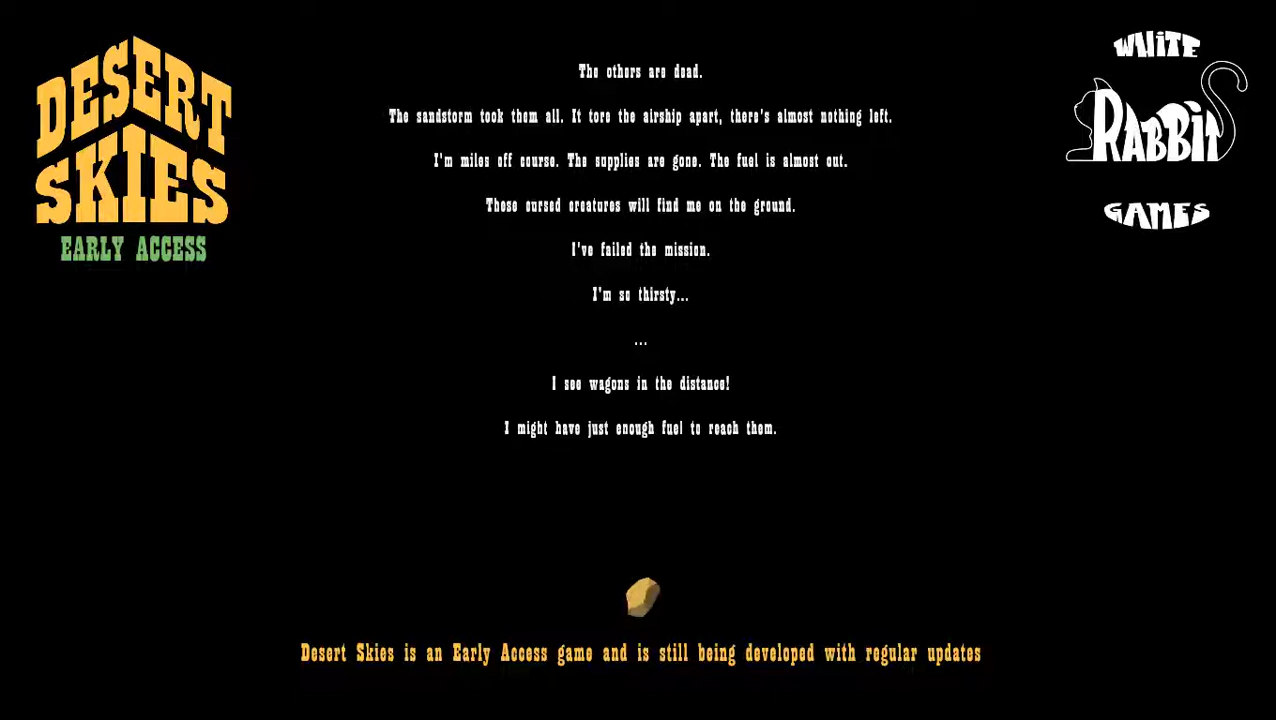 DESERT
SKIES
EARLY ACCESS
The others are dead.
The sandstorm took them all. It tore the airship apart, there's almost nothing left.
I'm miles off course. The supplies are gone. The fuel is almost out.
Those cursed creatures will find me on the ground.
I've failed the mission.
I'm so thirsty...
...
I see wagons in the distance!
I might have just enough fuel to reach them.
WHITE
RABBIT
GAMES
Desert Skies is an Early Access game and is still being developed with regular updates